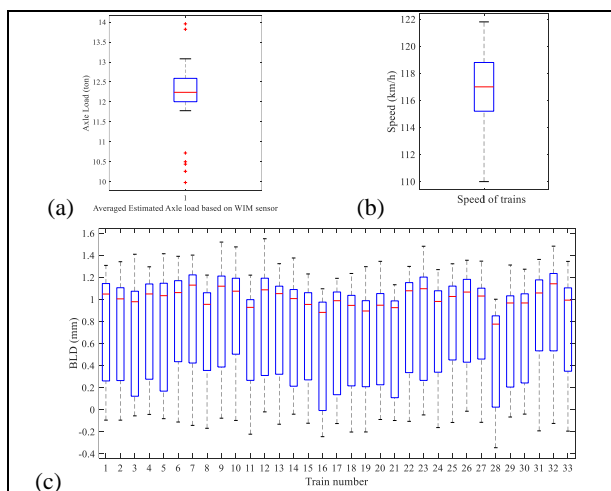 14
13.5
13
12.5
12
11.5
11
10.5
10
Axle Load (ton)
1
Averaged Estimated Axle load based on WIM sensor
(a)
122
120
118
116
114
112
110
Speed (km/h)
Speed of trains
(b)
1.6
1.4
1.2
1
0.8
0.6
0.4
0.2
0
-0.2
-0.4
BLD (mm)
1 2 3 4 5 6 7 8 9 10 11 12 13 14 15 16 17 18 19 20 21 22 23 24 25 26 27 28 29 30 31 32 33
Train number
(c)